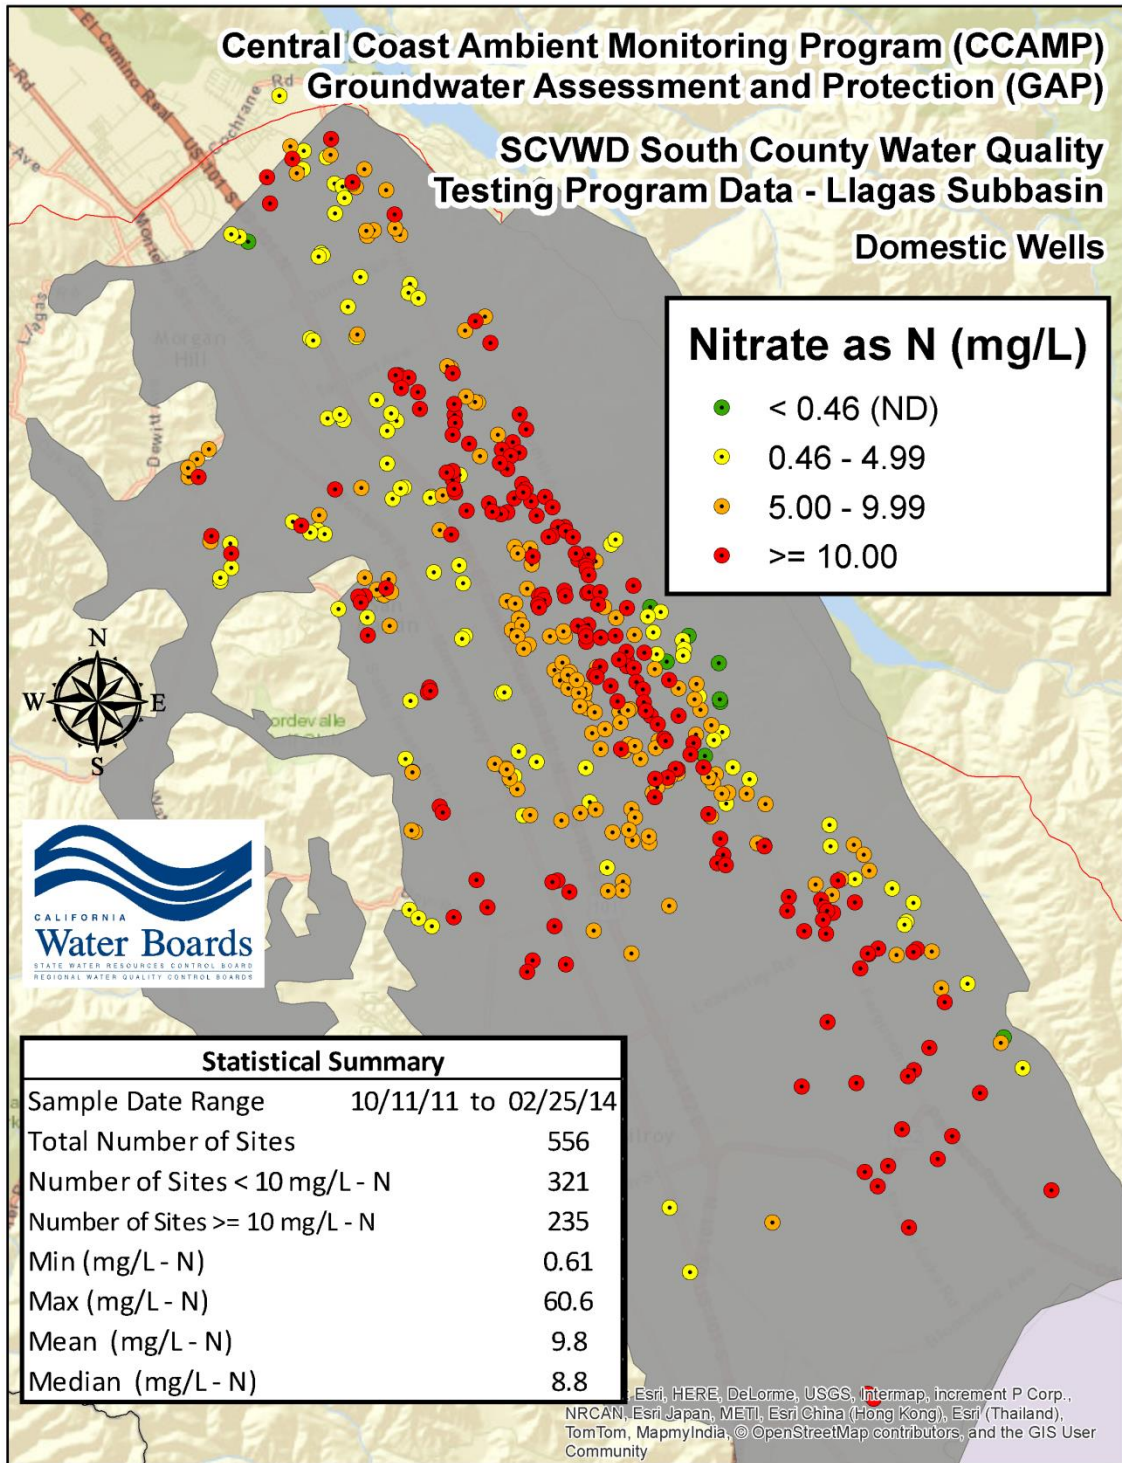 Central Coast Ambient Monitoring Program (CCAMP)
Groundwater Assessment and Protection (GAP)
SCVWD South County Water Quality
Testing Program Data - Llagas Subbasin
Domestic Wells
Nitrate as N (mg/L)
< 0.46 (ND)
0.46 - 4.99
5.00 - 9.99
>= 10.00
El Camino Real
US 101 S
Cochrane
Rd
Rd
Ave
Monte
Llagas
Morgan
Hill
Dewitt
ordevalle
N
W
E
S
CALIFORNIA
Water Boards
STATE WATER RESOURCES CONTROL BOARD
REGIONAL WATER QUALITY CONTROL BOARDS
Statistical Summary
Sample Date Range 10/11/11 to 02/25/14
Total Number of Sites 556
Number of Sites < 10 mg/L - N 321
Number of Sites >= 10 mg/L - N 235
Min (mg/L - N) 0.61
Max (mg/L - N) 60.6
Mean (mg/L - N) 9.8
Median (mg/L - N) 8.8
ilroy
Esri, HERE, DeLorme, USGS, Intermap, increment P Corp.,
NRCAN, Esri Japan, METI, Esri China (Hong Kong), Esri (Thailand),
TomTom, MapmyIndia, © OpenStreetMap contributors, and the GIS User
Community